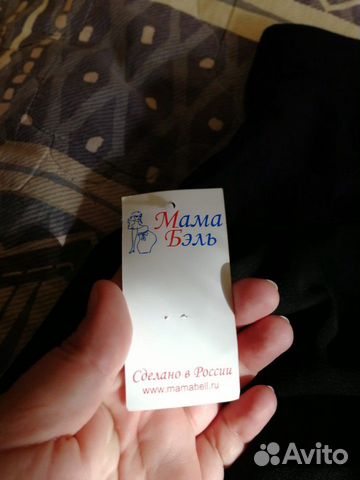 Мама
Бэль
Сделано в России
www.mamabell.ru
Avito